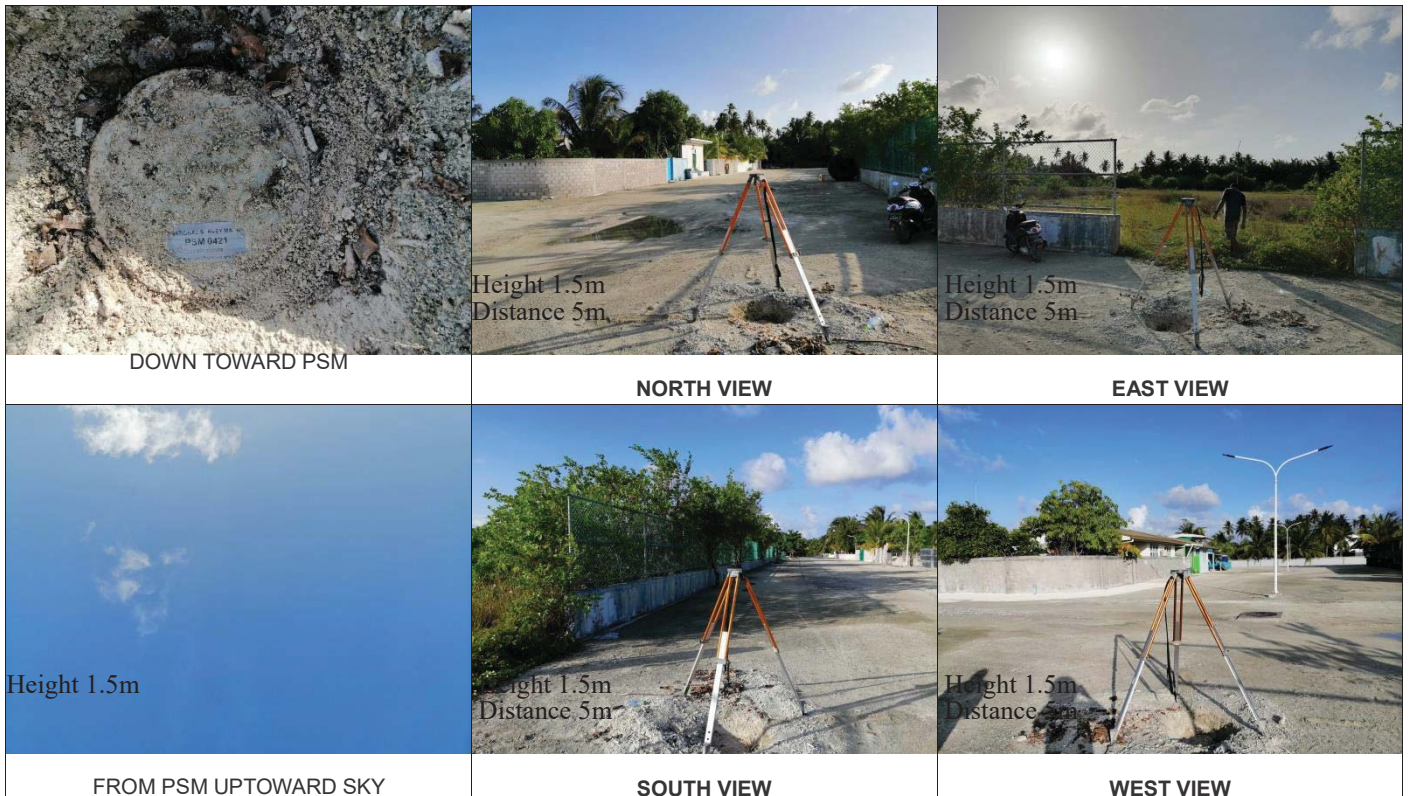 PSM 0421
DOWN TOWARD PSM
Height 1.5m
Distance 5m
NORTH VIEW
Height 1.5m
Distance 5m
EAST VIEW
Height 1.5m
FROM PSM UPTOWARD SKY
Height 1.5m
Distance 5m
SOUTH VIEW
Height 1.5m
Distance 5m
WEST VIEW